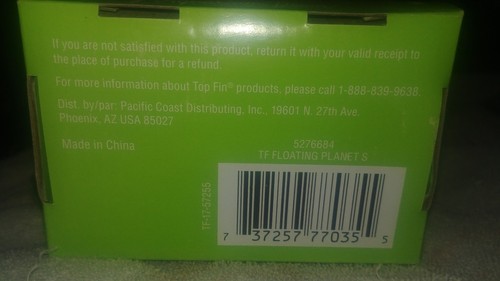 If you are not satisfied with this product, return it with your valid receipt to
the place of purchase for a refund.
For more information about Top Fin® products, please call 1-888-839-9638.
Dist. by/par: Pacific Coast Distributing, Inc., 19601 N. 27th Ave.
Phoenix, AZ USA 85027
Made in China
5276684
TF FLOATING PLANET S
TF-17-57255
7 37257 77035 5